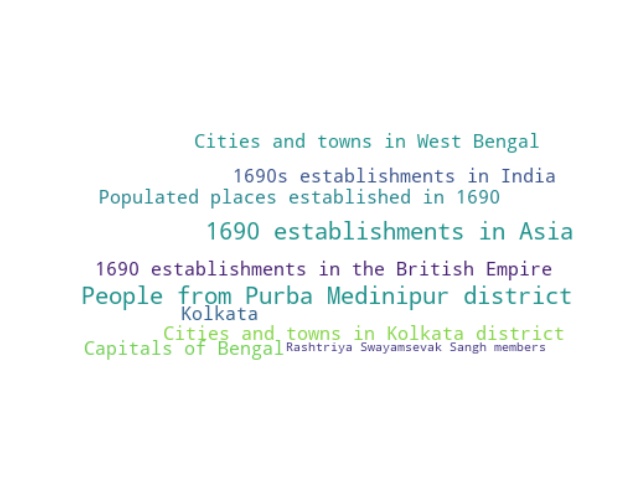 Cities and towns in West Bengal
1690s establishments in India
Populated places established in 1690
1690 establishments in Asia
1690 establishments in the British Empire
People from Purba Medinipur district
Kolkata
Cities and towns in Kolkata district
Capitals of Bengal
Rashtriya Swayamsevak Sangh members